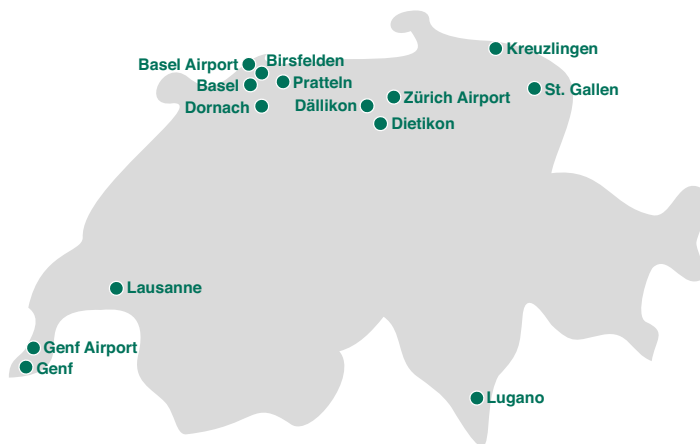 Kreuzlingen
Birsfelden
Basel Airport
Pratteln
Basel
St. Gallen
Zürich Airport
Dornach
Dällikon
Dietikon
Lausanne
Genf Airport
Genf
Lugano